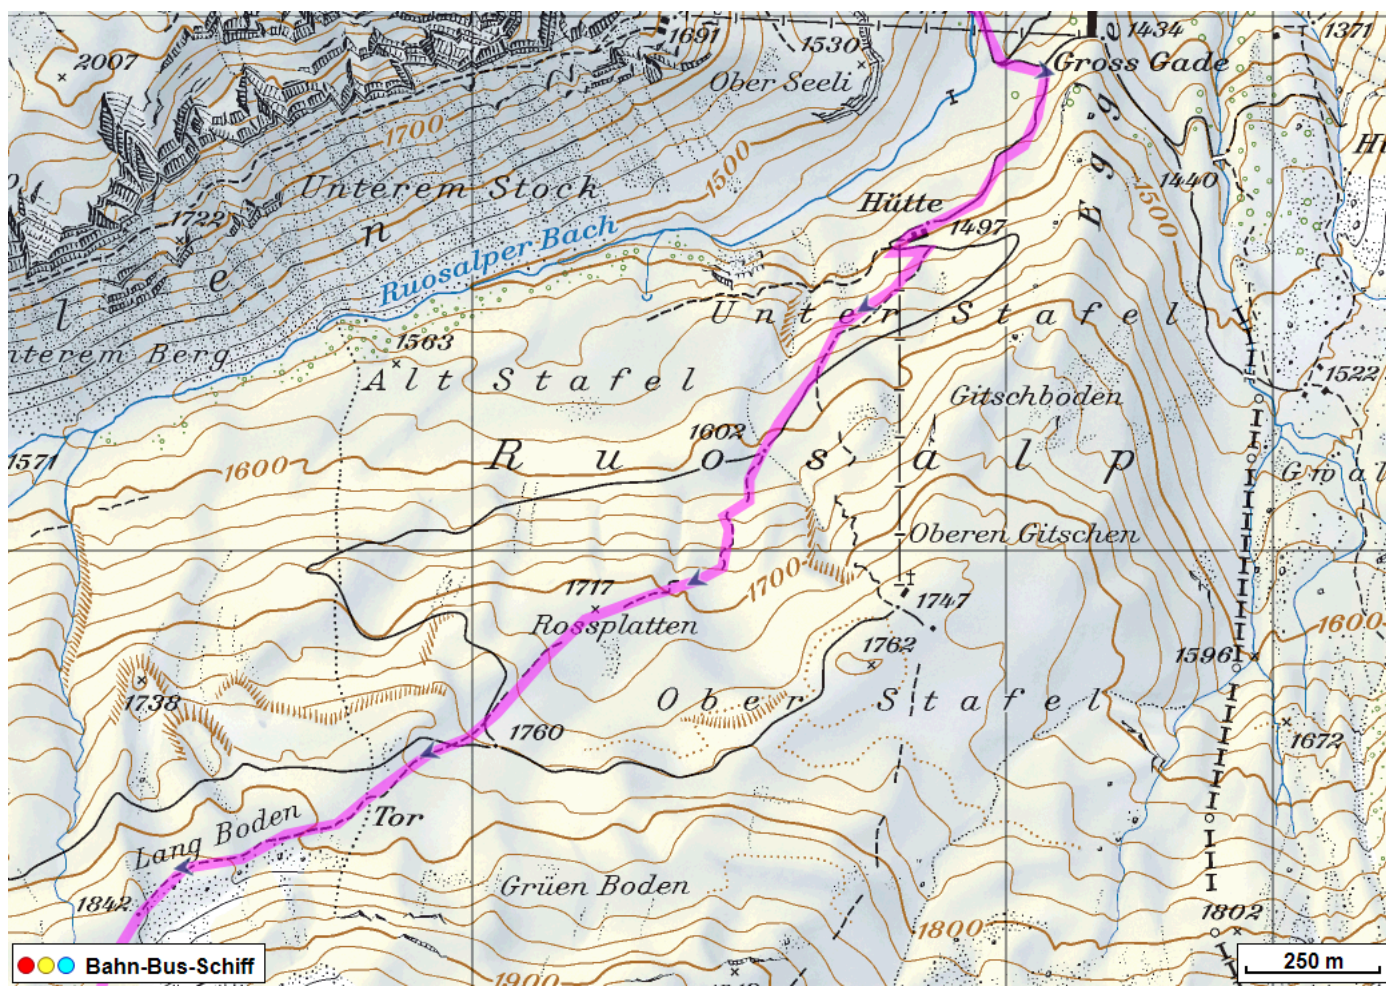 2007
1691
1530
1434
1371
Gross Gade
Ober Seeli
1700
1500
Egge
Unterem Stock
Hütte
1440
1500
1722
1497
n
e
l
Ruosalper Bach
Unter Stafel
nterem Berg
1563
Alt Stafel
1522
Gitschboden
1602
Ruosalp
1571
1600
Oberen Gitschen
1700
1717
1747
Rossplatten
1762
1600
1596
1738
Ober Stafel
1760
1672
Tor
Lang Boden
Grüen Boden
1842
1802
1800
1900
Bahn-Bus-Schiff
250 m